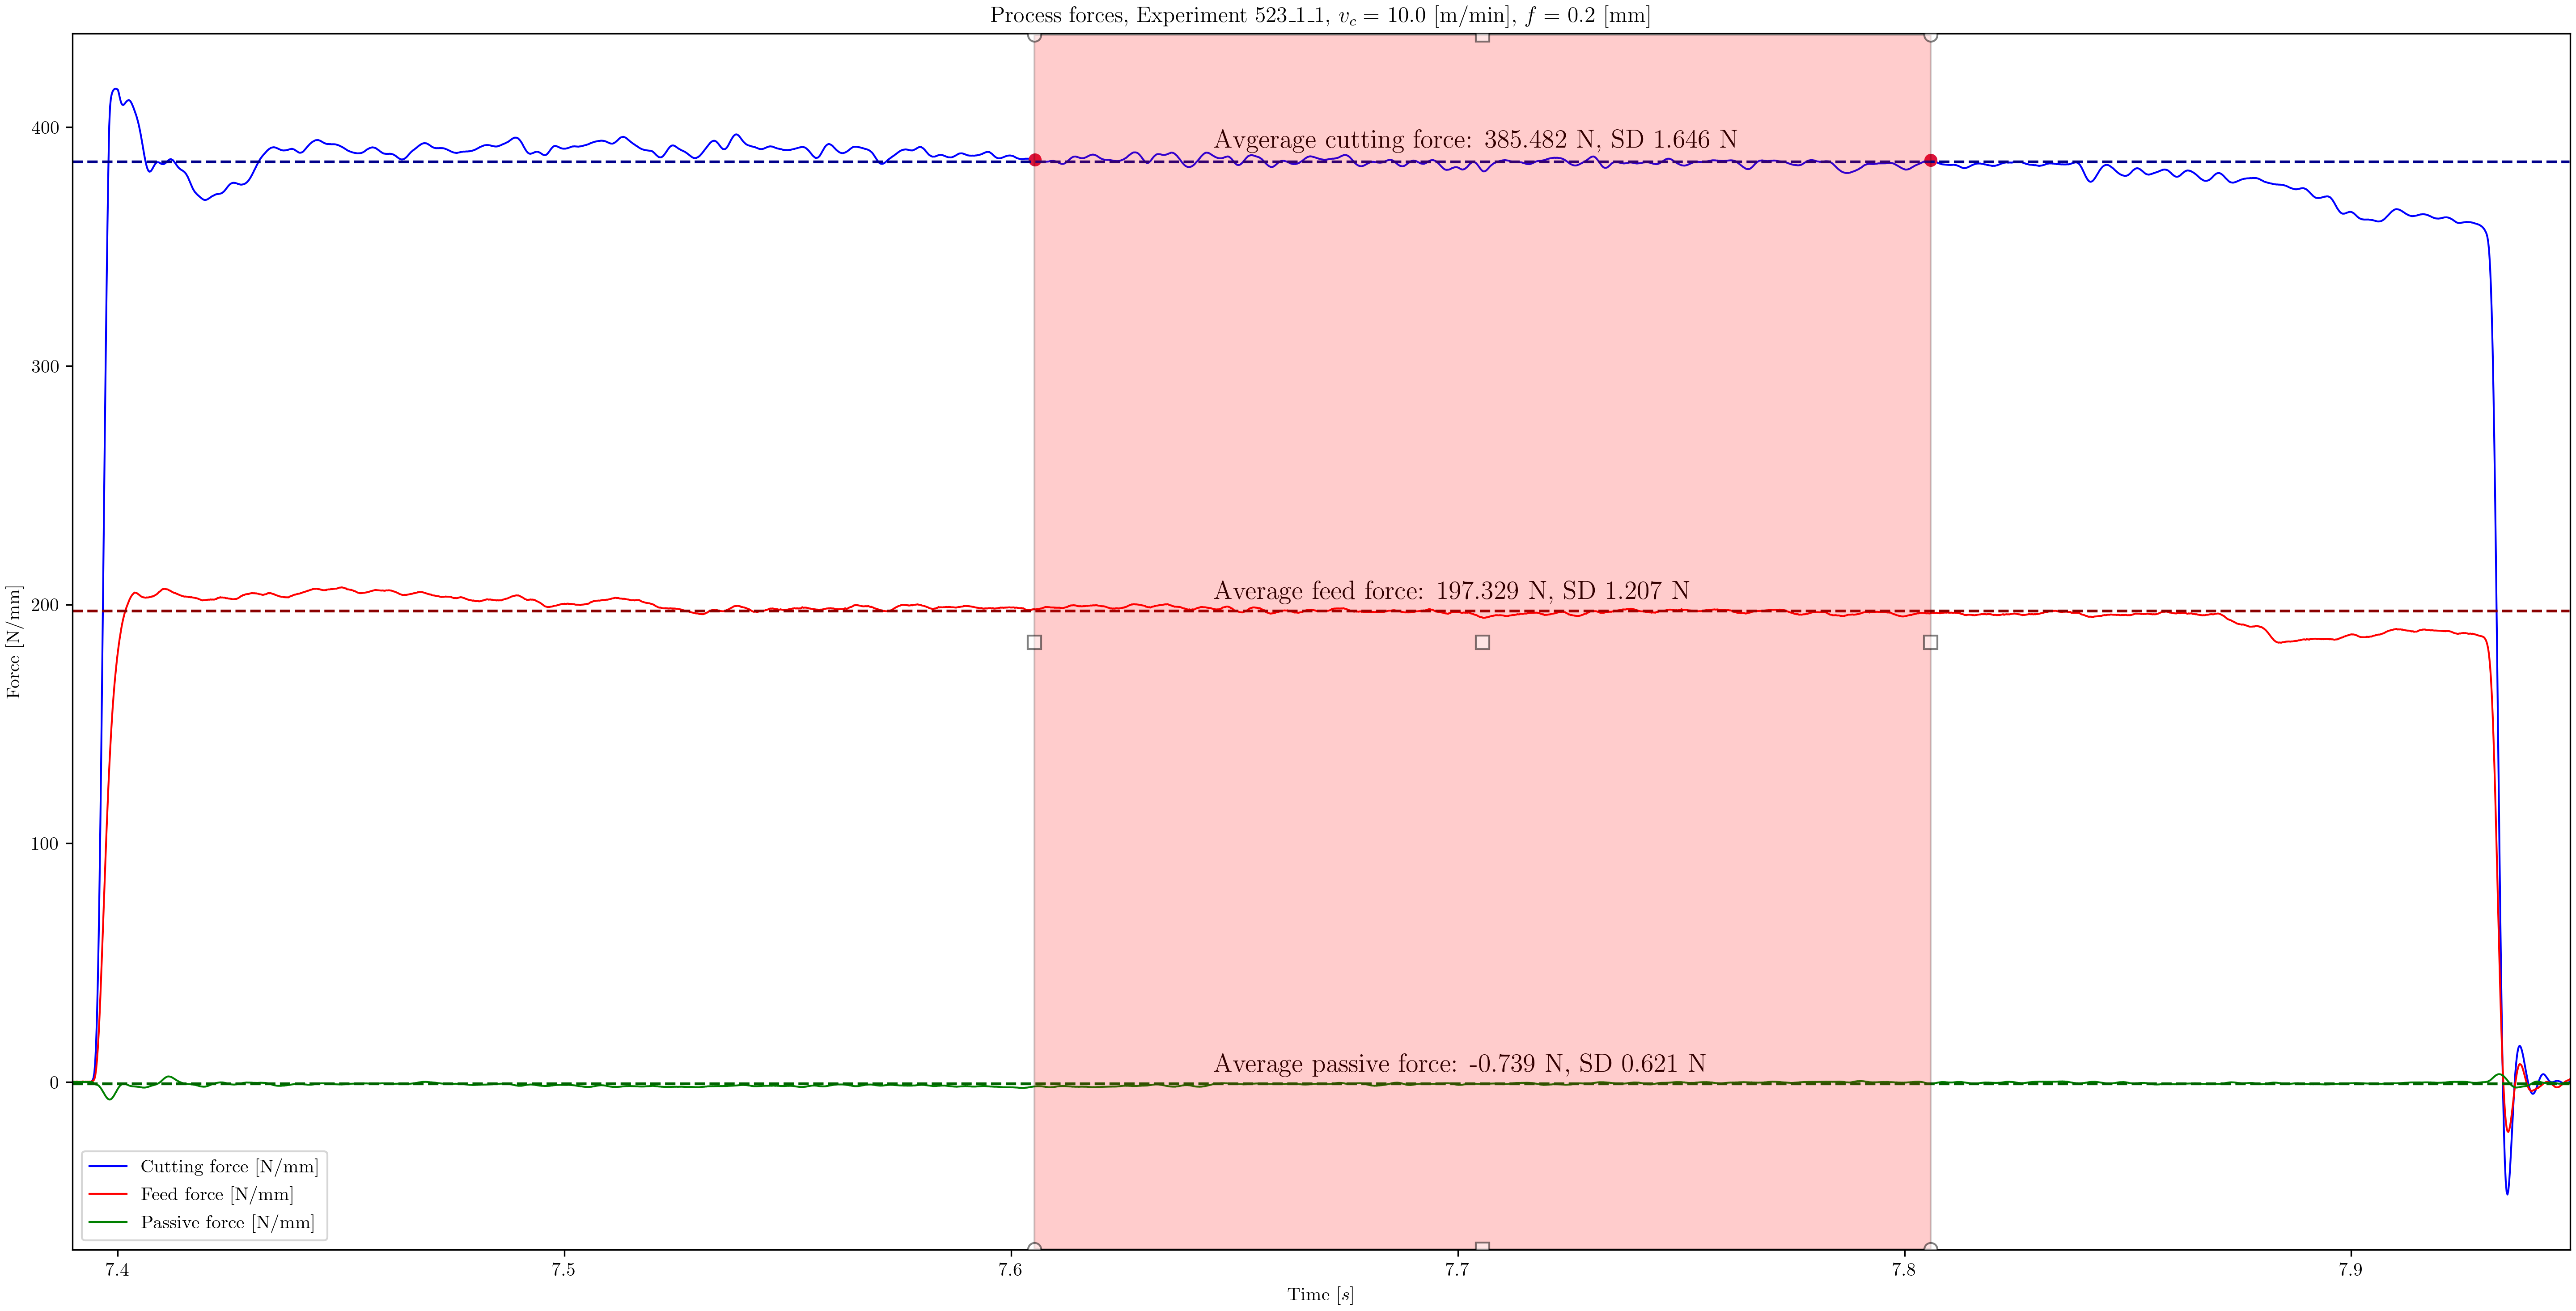 Process forces, Experiment 523_1_1, v_c = 10.0 [m/min], f = 0.2 [mm]
Avgerage cutting force: 385.482 N, SD 1.646 N
Average feed force: 197.329 N, SD 1.207 N
Average passive force: -0.739 N, SD 0.621 N
Force [N/mm]
400
300
200
100
0
Cutting force [N/mm]
Feed force [N/mm]
Passive force [N/mm]
7.4
7.5
7.6
7.7
7.8
7.9
Time [s]